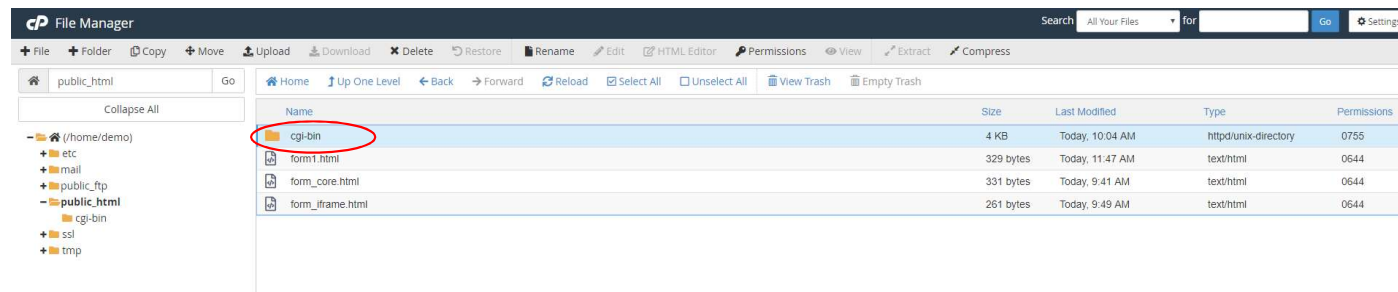 cP File Manager Search All Your Files for Go Settings
File Folder Copy Move Upload Download Delete Restore Rename Edit HTML Editor Permissions View Extract Compress
public_html Go Home Up One Level Back Forward Reload Select All Unselect All View Trash Empty Trash
Collapse All
Name Size Last Modified Type Permissions
(/home/demo) cgi-bin 4 KB Today, 10:04 AM httpd/unix-directory 0755
etc form1.html 329 bytes Today, 11:47 AM text/html 0644
mail
public_ftp form_core.html 331 bytes Today, 9:41 AM text/html 0644
public_html form_iframe.html 261 bytes Today, 9:49 AM text/html 0644
cgi-bin
ssl
tmp